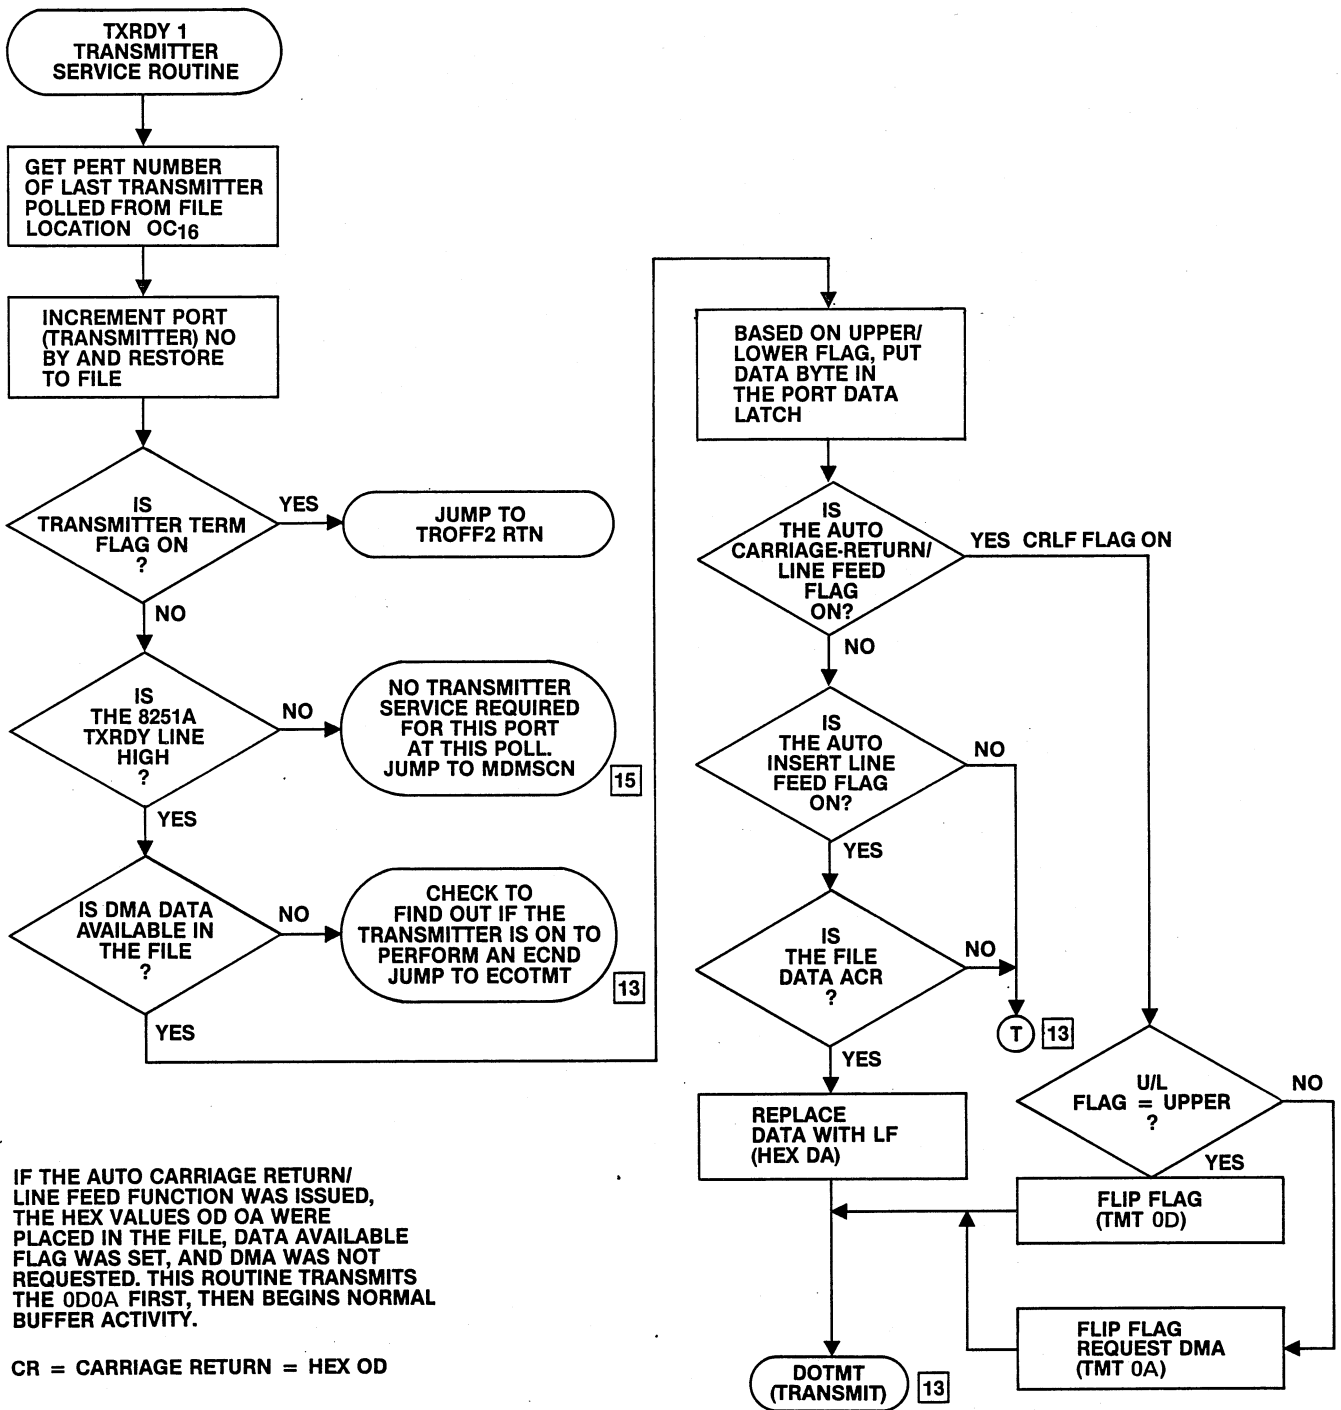 TXRDY 1
TRANSMITTER
SERVICE ROUTINE
GET PERT NUMBER
OF LAST TRANSMITTER
POLLED FROM FILE
LOCATION OC16
INCREMENT PORT
(TRANSMITTER) NO
BY AND RESTORE
TO FILE
IS
TRANSMITTER TERM
FLAG ON
?
YES
JUMP TO
TROFF2 RTN
NO
IS
THE 8251A
TXRDY LINE
HIGH
?
NO
NO TRANSMITTER
SERVICE REQUIRED
FOR THIS PORT
AT THIS POLL.
JUMP TO MDMSCN
15
YES
IS DMA DATA
AVAILABLE IN
THE FILE
?
NO
CHECK TO
FIND OUT IF THE
TRANSMITTER IS ON TO
PERFORM AN ECND
JUMP TO ECOTMT
13
YES
BASED ON UPPER/
LOWER FLAG, PUT
DATA BYTE IN
THE PORT DATA
LATCH
IS
THE AUTO
CARRIAGE-RETURN/
LINE FEED
FLAG
ON?
YES CRLF FLAG ON
NO
IS
THE AUTO
INSERT LINE
FEED FLAG
ON?
NO
YES
IS
THE FILE
DATA ACR
?
NO
T 13
YES
REPLACE
DATA WITH LF
(HEX DA)
U/L
FLAG = UPPER
?
NO
YES
FLIP FLAG
(TMT 0D)
FLIP FLAG
REQUEST DMA
(TMT 0A)
DOTMT
(TRANSMIT)
13
IF THE AUTO CARRIAGE RETURN/
LINE FEED FUNCTION WAS ISSUED,
THE HEX VALUES OD OA WERE
PLACED IN THE FILE, DATA AVAILABLE
FLAG WAS SET, AND DMA WAS NOT
REQUESTED. THIS ROUTINE TRANSMITS
THE 0D0A FIRST, THEN BEGINS NORMAL
BUFFER ACTIVITY.
CR = CARRIAGE RETURN = HEX OD